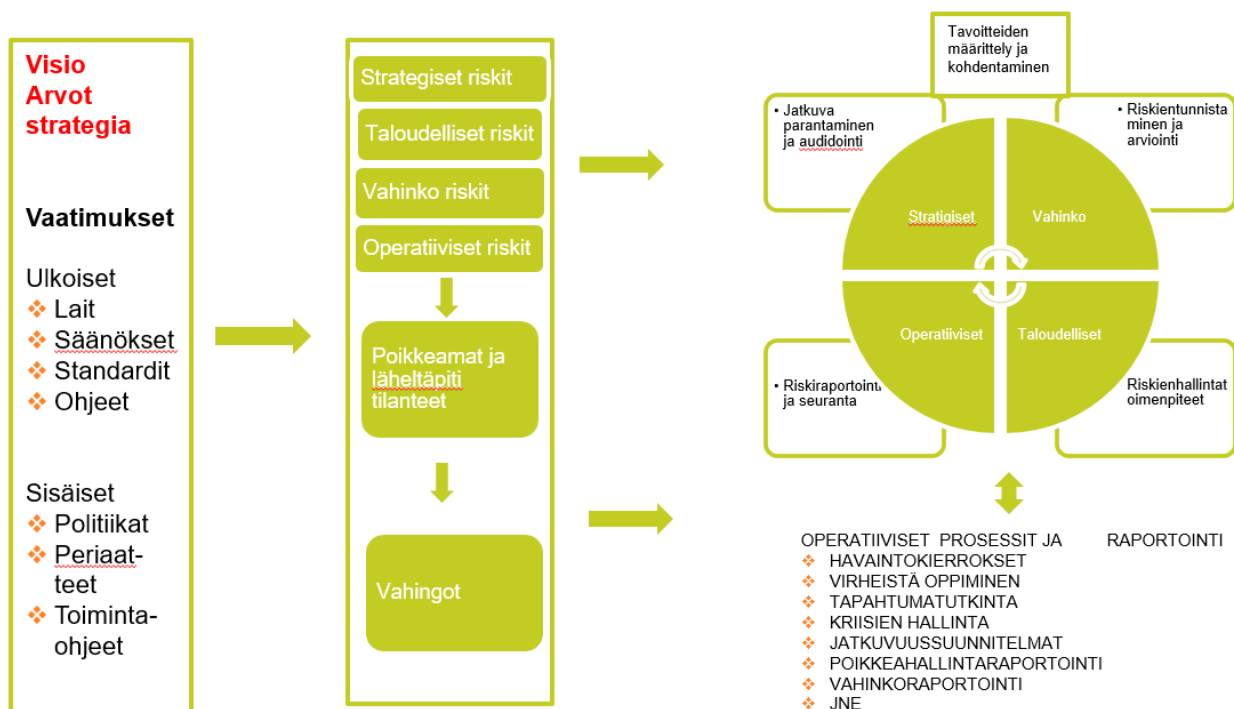 Visio
Arvot
strategia
Vaatimukset
Ulkoiset
Lait
Säänökset
Standardit
Ohjeet
Sisäiset
Politiikat
Periaat-
teet
Toiminta-
ohjeet
Strategiset riskit
Taloudelliset riskit
Vahinko riskit
Operatiiviset riskit
Poikkeamat ja
läheltäpiti
tilanteet
Vahingot
Tavoitteiden
määrittely ja
kohdentaminen
• Jatkuva
parantaminen
ja audidointi
• Riskientunnista
minen ja
arviointi
Stratigiset
Vahinko
Operatiiviset
Taloudelliset
• Riskiraportointi
ja seuranta
Riskienhallintat
oimenpiteet
OPERATIIVISET PROSESSIT JA RAPORTOINTI
HAVAINTOKIERROKSET
VIRHEISTÄ OPPIMINEN
TAPAHTUMATUTKINTA
KRIISIEN HALLINTA
JATKUVUUSSUUNNITELMAT
POIKKEAHALLINTARAPORTOINTI
VAHINKORAPORTOINTI
JNE